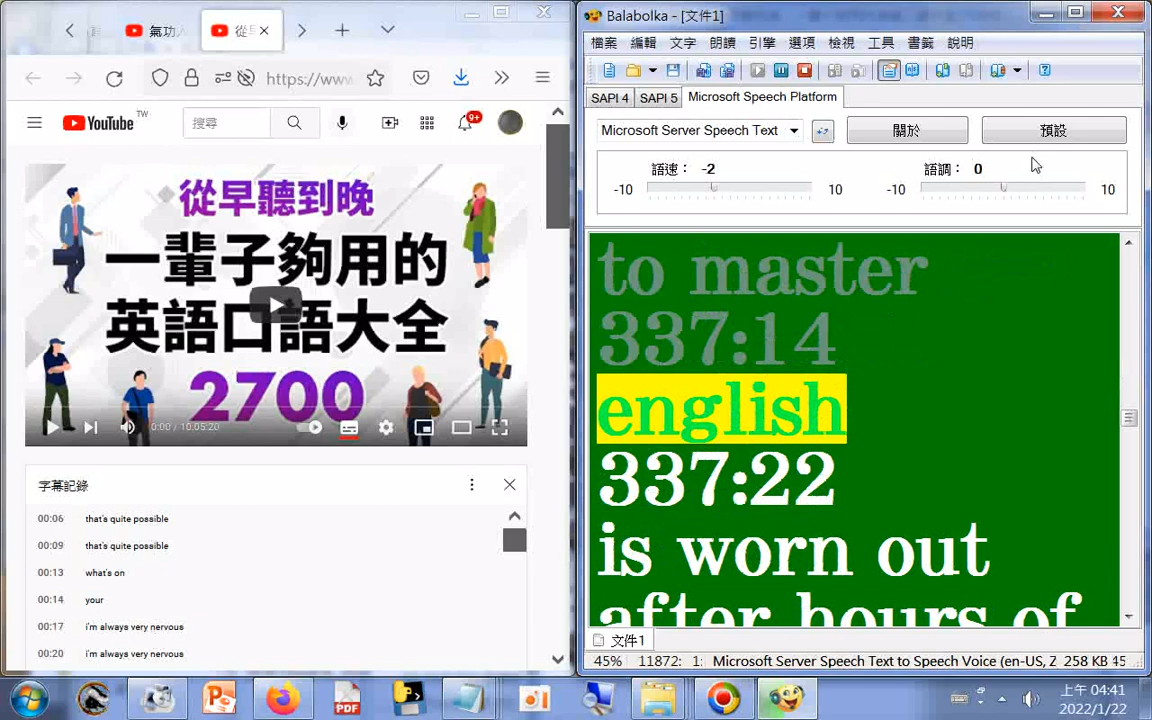 氣功人
從
https://www
YouTube TW
搜尋
9+
從早聽到晚
一輩子夠用的
英語口語大全
2700
0:00 / 10:05:20
字幕記錄
00:06 that's quite possible
00:09 that's quite possible
00:13 what's on
00:14 your
00:17 i'm always very nervous
00:20 i'm always very nervous
Balabolka - [文件1]
檔案 編輯 文字 朗讀 引擎 選項 檢視 工具 書籤 說明
SAPI 4 SAPI 5 Microsoft Speech Platform
Microsoft Server Speech Text 關於 預設
語速： -2 語調： 0
-10 10 -10 10
to master
337:14
english
337:22
is worn out
after hours of
文件1
45% 11872: 1: Microsoft Server Speech Text to Speech Voice (en-US, Z 258 KB 45
上午 04:41
2022/1/22